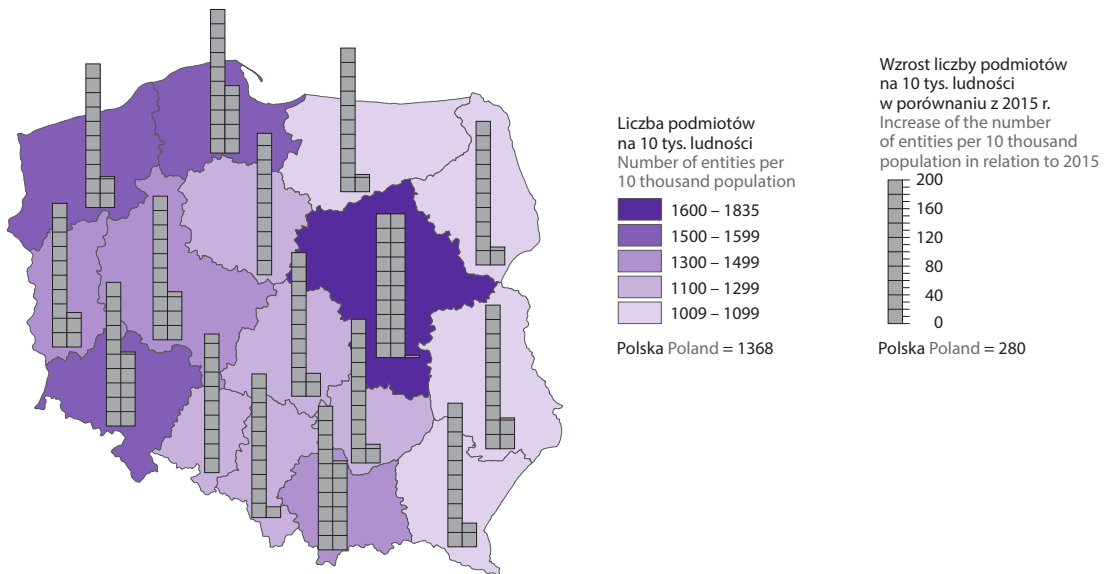 Liczba podmiotów
na 10 tys. ludności
Number of entities per
10 thousand population
1600 – 1835
1500 – 1599
1300 – 1499
1100 – 1299
1009 – 1099
Polska Poland = 1368
Wzrost liczby podmiotów
na 10 tys. ludności
w porównaniu z 2015 r.
Increase of the number
of entities per 10 thousand
population in relation to 2015
200
160
120
80
40
0
Polska Poland = 280